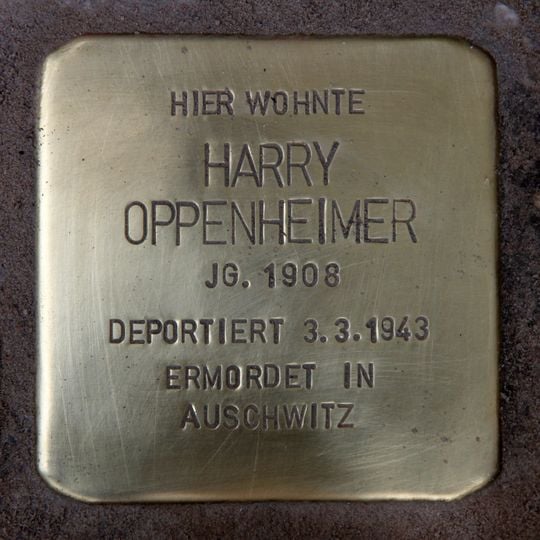 HIER WOHNTE
HARRY
OPPENHEIMER
JG. 1908
DEPORTIERT 3.3.1943
ERMORDET IN
AUSCHWITZ